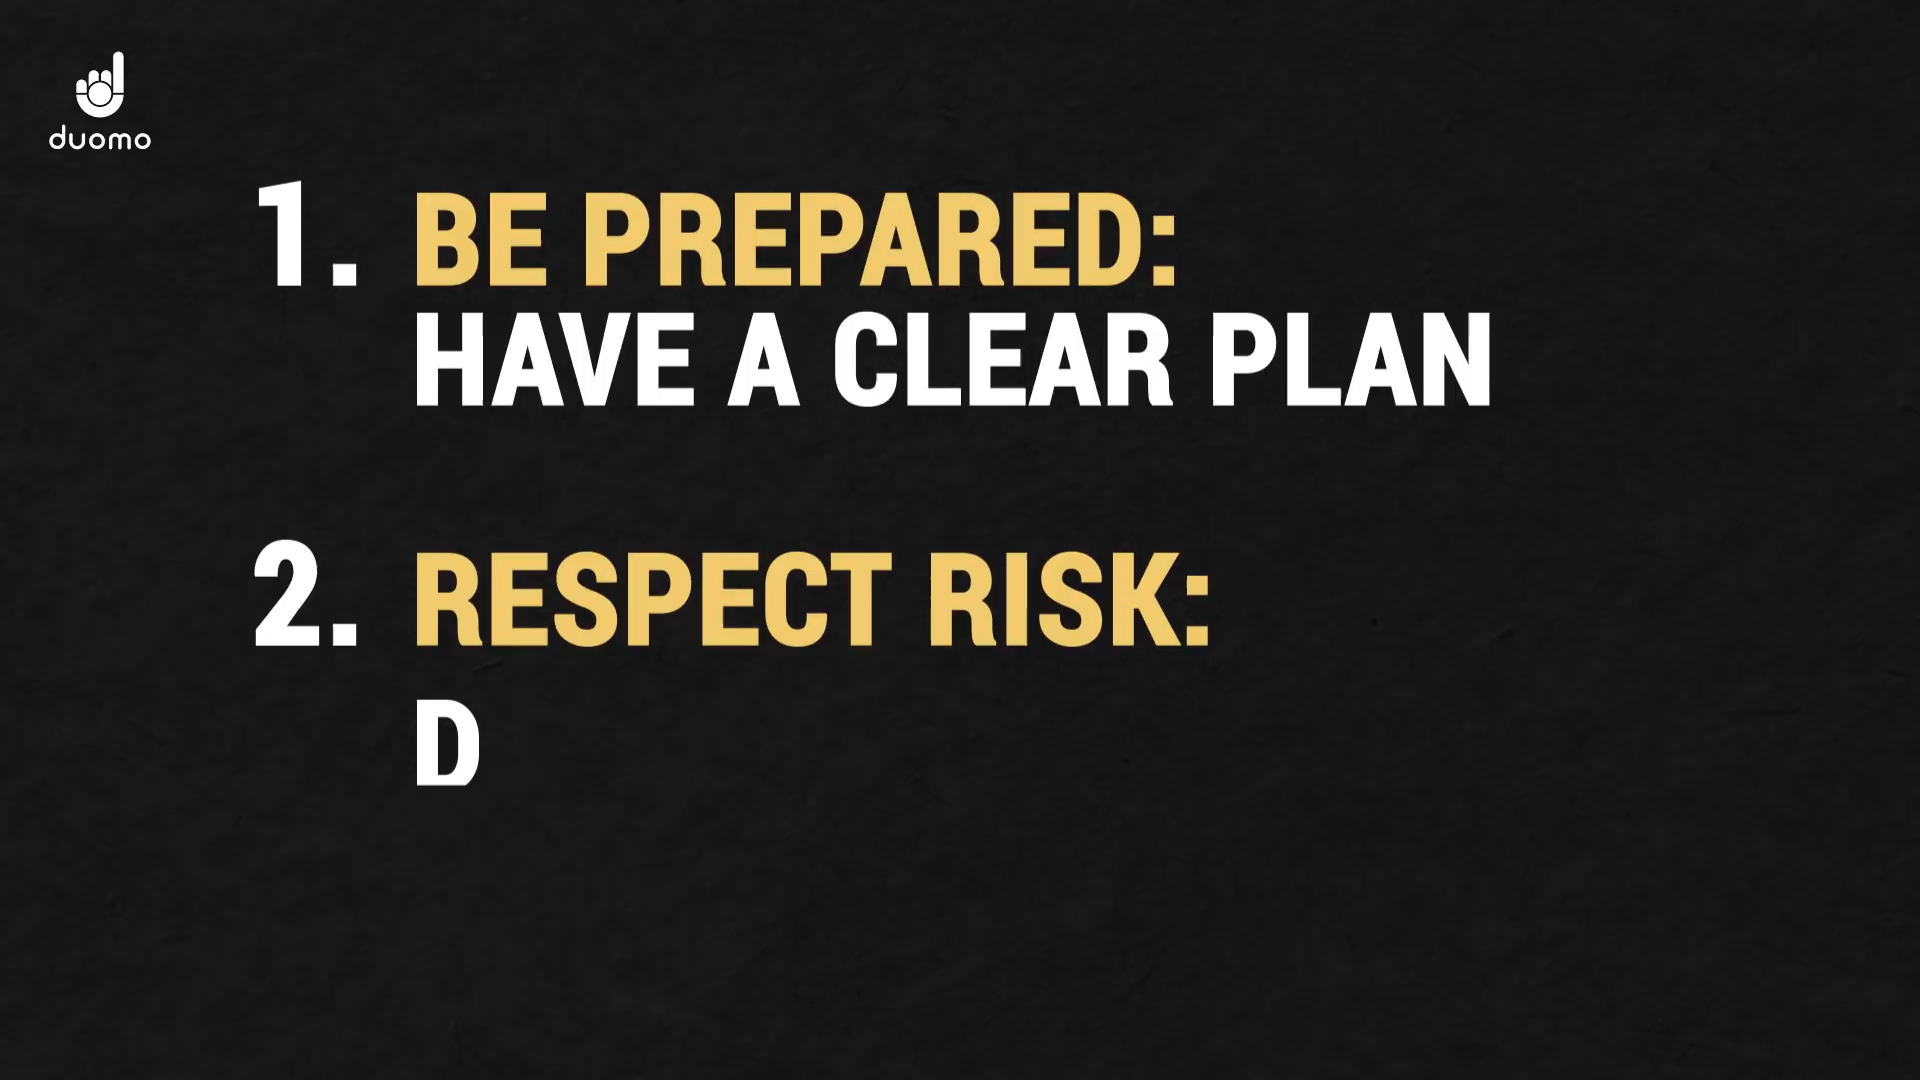 duomo
1. BE PREPARED:
HAVE A CLEAR PLAN
2. RESPECT RISK:
D